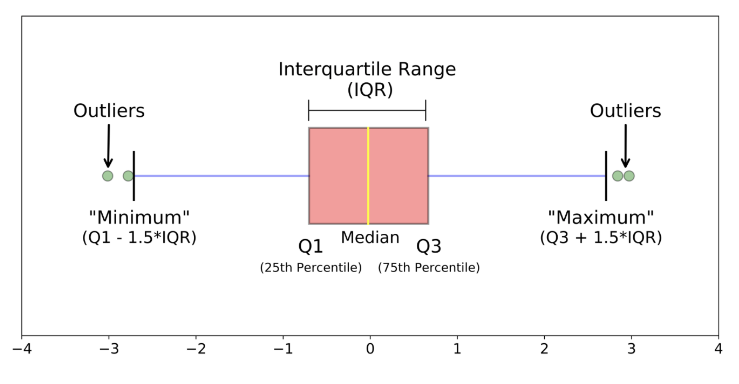 Interquartile Range
(IQR)
Outliers
Outliers
"Minimum"
(Q1 - 1.5*IQR)
"Maximum"
(Q3 + 1.5*IQR)
Median
Q1
Q3
(25th Percentile)
(75th Percentile)
−4 −3 −2 −1 0 1 2 3 4